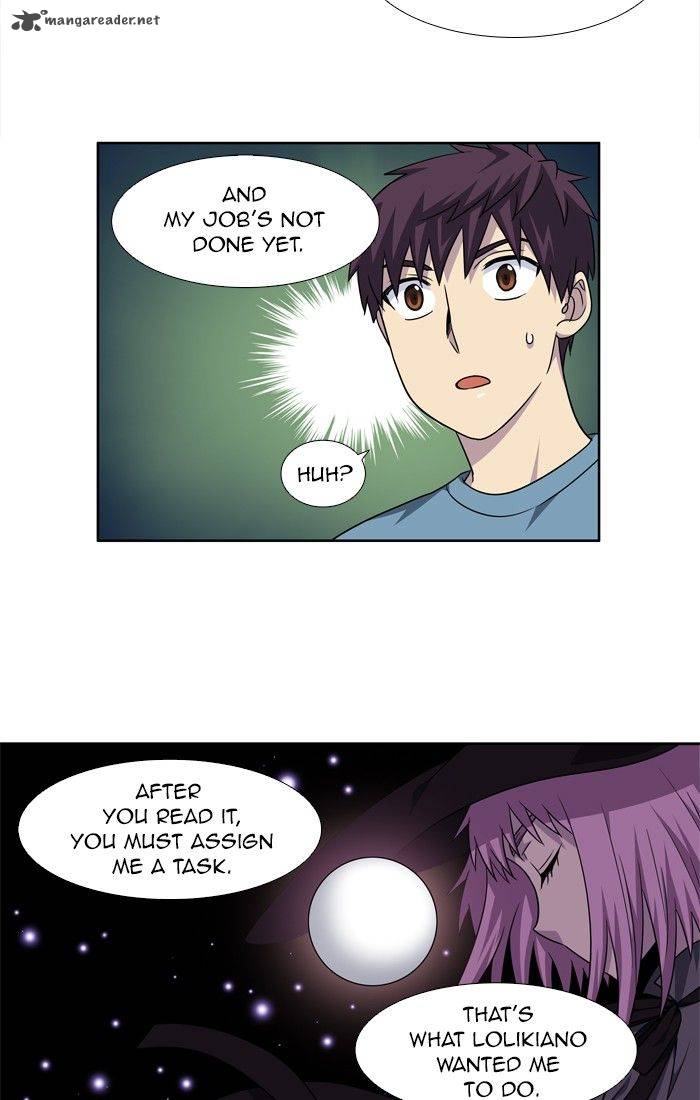 mangareader.net
AND
MY JOB'S NOT
DONE YET.
HUH?
AFTER
YOU READ IT,
YOU MUST ASSIGN
ME A TASK.
THAT'S
WHAT LOLIKIANO
WANTED ME
TO DO.